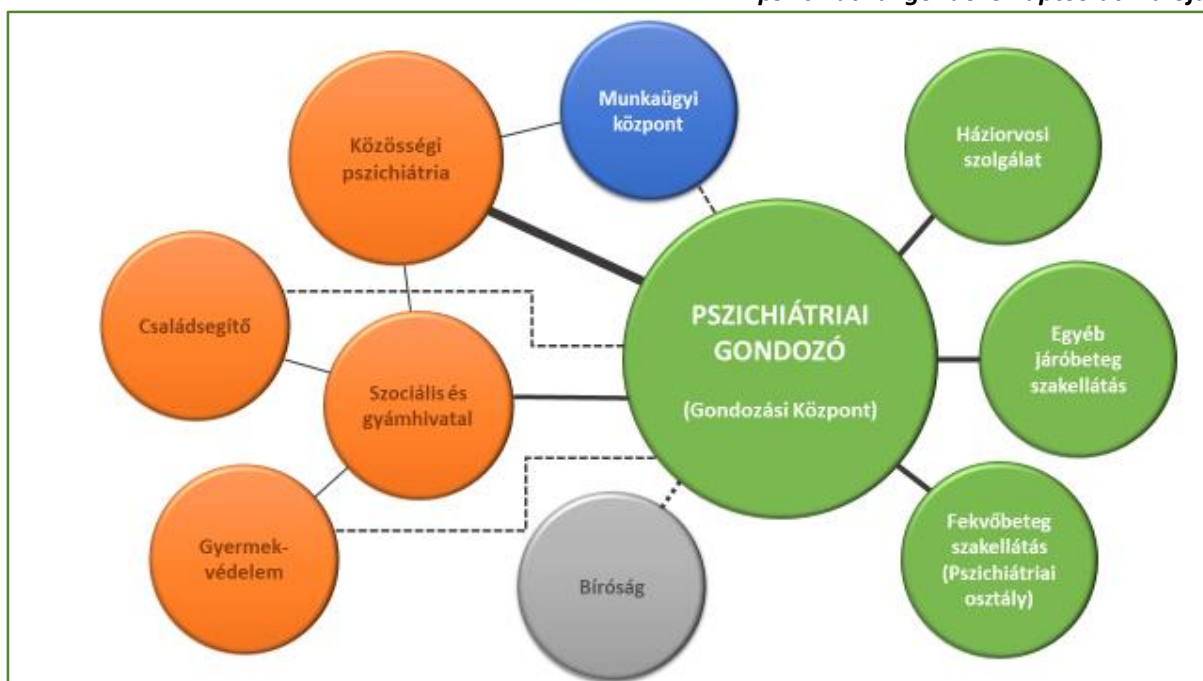 Munkaügyi
központ
Közösségi
pszichiátria
Háziorvosi
szolgálat
Családsegítő
PSZICHIÁTRIAI
GONDOZÓ
(Gondozási Központ)
Egyéb
járóbeteg
szakellátás
Szociális és
gyámhivatal
Gyermek-
védelem
Bíróság
Fekvőbeteg
szakellátás
(Pszichiátriai
osztály)